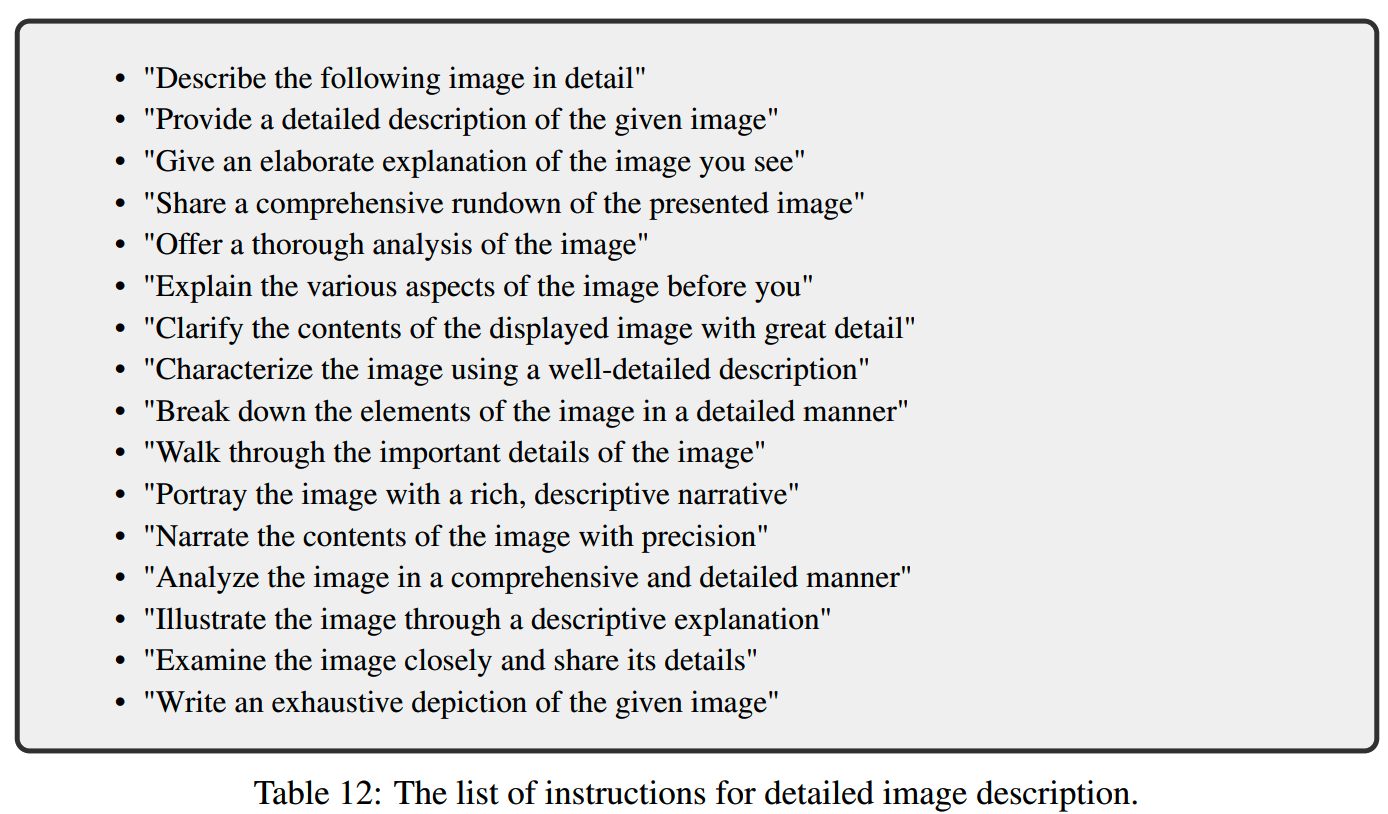 • "Describe the following image in detail"
• "Provide a detailed description of the given image"
• "Give an elaborate explanation of the image you see"
• "Share a comprehensive rundown of the presented image"
• "Offer a thorough analysis of the image"
• "Explain the various aspects of the image before you"
• "Clarify the contents of the displayed image with great detail"
• "Characterize the image using a well-detailed description"
• "Break down the elements of the image in a detailed manner"
• "Walk through the important details of the image"
• "Portray the image with a rich, descriptive narrative"
• "Narrate the contents of the image with precision"
• "Analyze the image in a comprehensive and detailed manner"
• "Illustrate the image through a descriptive explanation"
• "Examine the image closely and share its details"
• "Write an exhaustive depiction of the given image"
Table 12: The list of instructions for detailed image description.